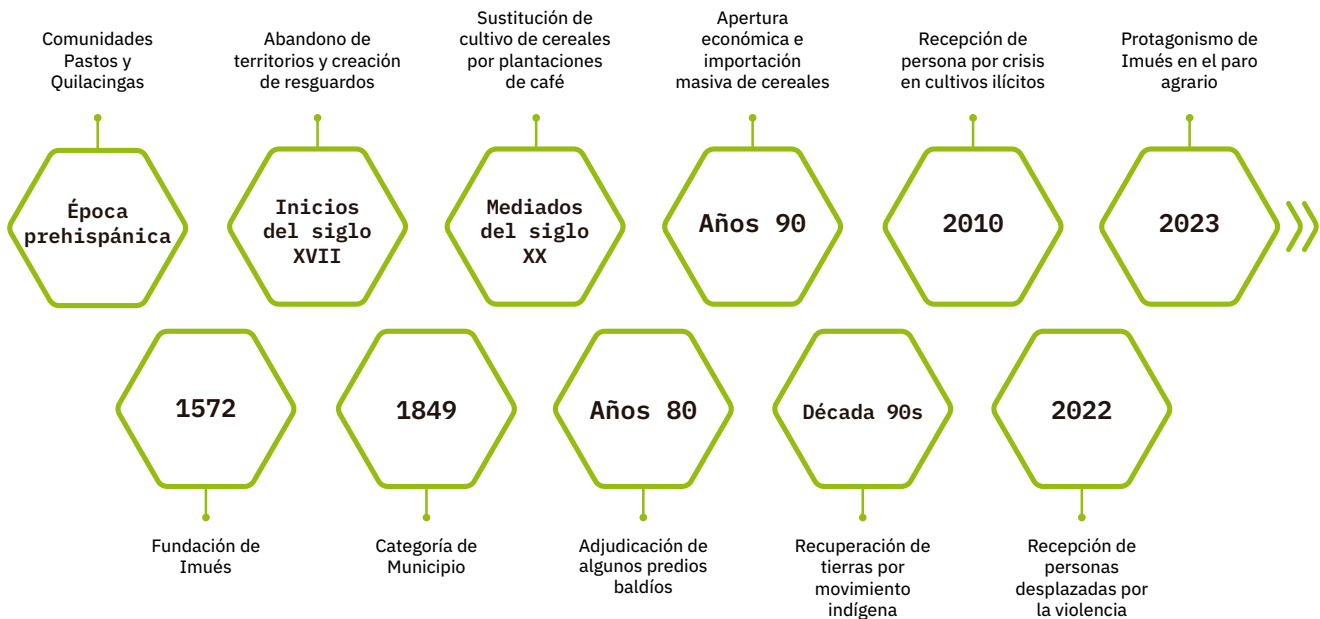 Comunidades
Pastos y
Quilacingas
Época
prehispánica
1572
Fundación de
Imués
Abandono de
territorios y creación
de resguardos
Inicios
del siglo
XVII
1849
Categoría de
Municipio
Sustitución de
cultivo de cereales
por plantaciones
de café
Mediados
del siglo
XX
Años 80
Adjudicación de
algunos predios
baldíos
Apertura
económica e
importación
masiva de cereales
Años 90
Década 90s
Recuperación de
tierras por
movimiento
indígena
Recepción de
persona por crisis
en cultivos ilícitos
2010
2022
Recepción de
personas
desplazadas por
la violencia
Protagonismo de
Imués en el paro
agrario
2023